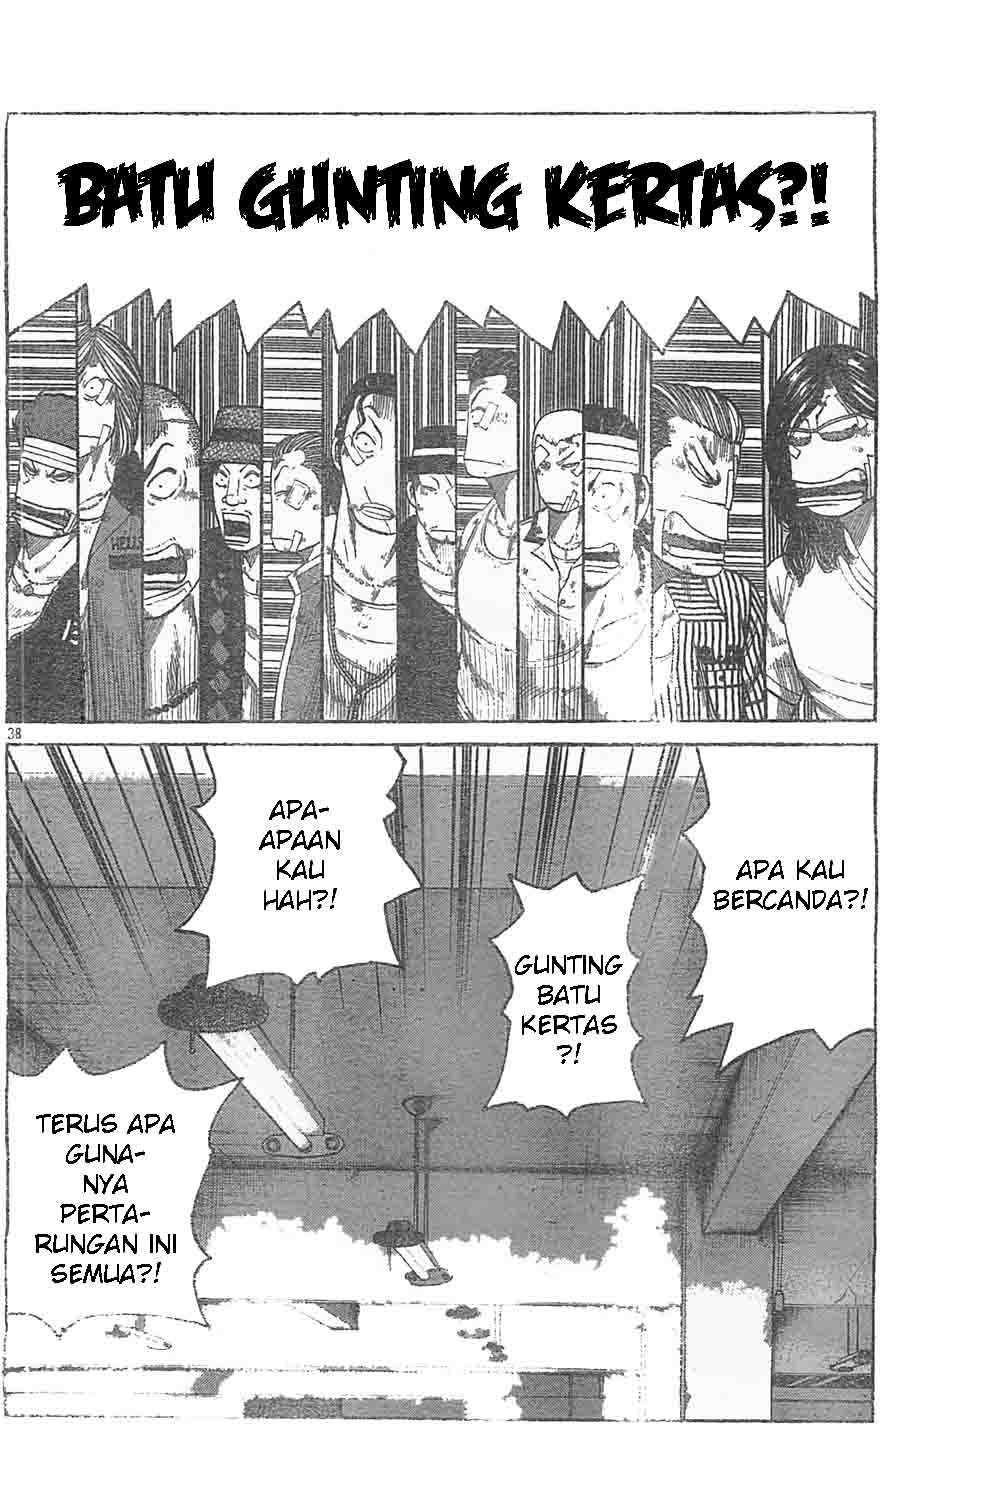 BATU GUNTING KERTAS?!
HELL
38
APA KAU
BERCANDA?!
GUNTING
BATU
KERTAS
?!
APA-
APAAN
KAU
HAH?!
TERUS APA
GUNA-
NYA
PERTA-
RUNGAN INI
SEMUA?!